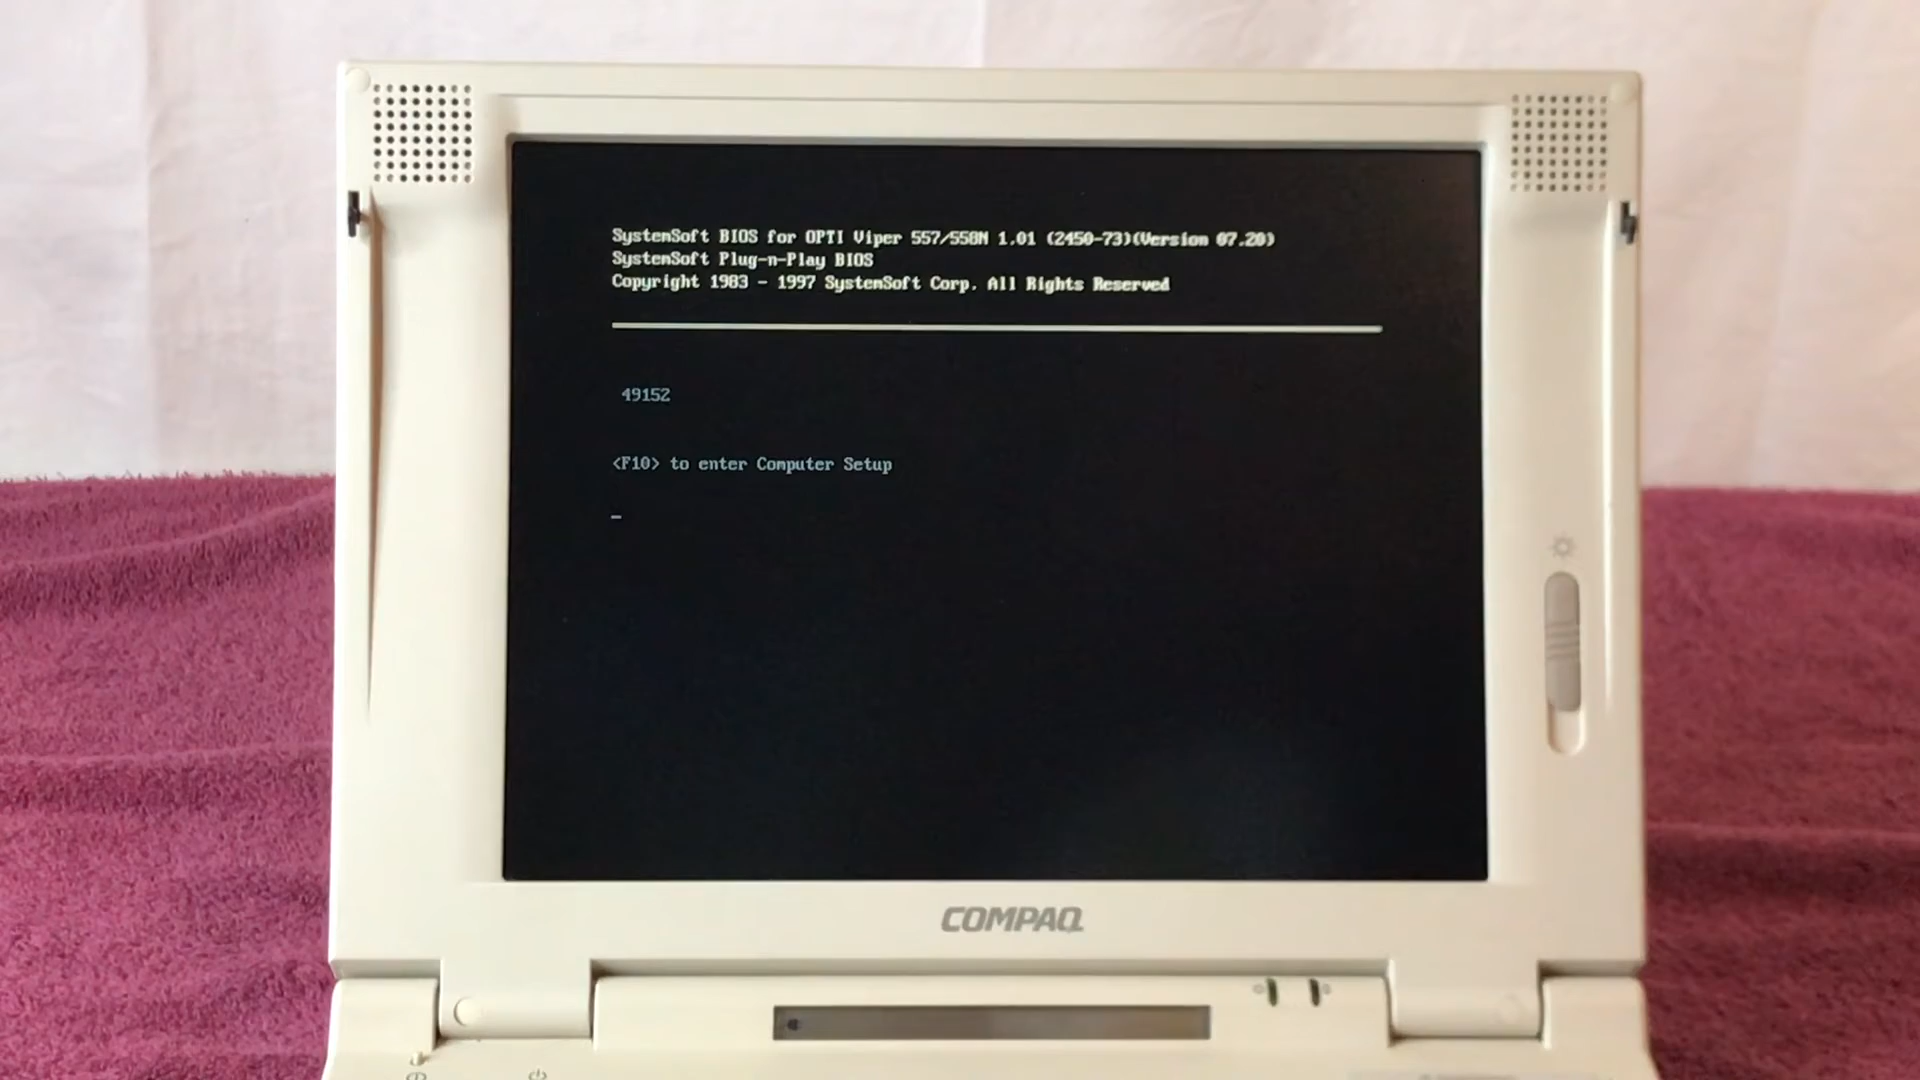 SystemSoft BIOS for OPTI Viper 557/558N 1.01 (2450-73)(Version 07.20)
SystemSoft Plug-n-Play BIOS
Copyright 1983 - 1997 SystemSoft Corp. All Rights Reserved
49152
<F10> to enter Computer Setup
COMPAQ